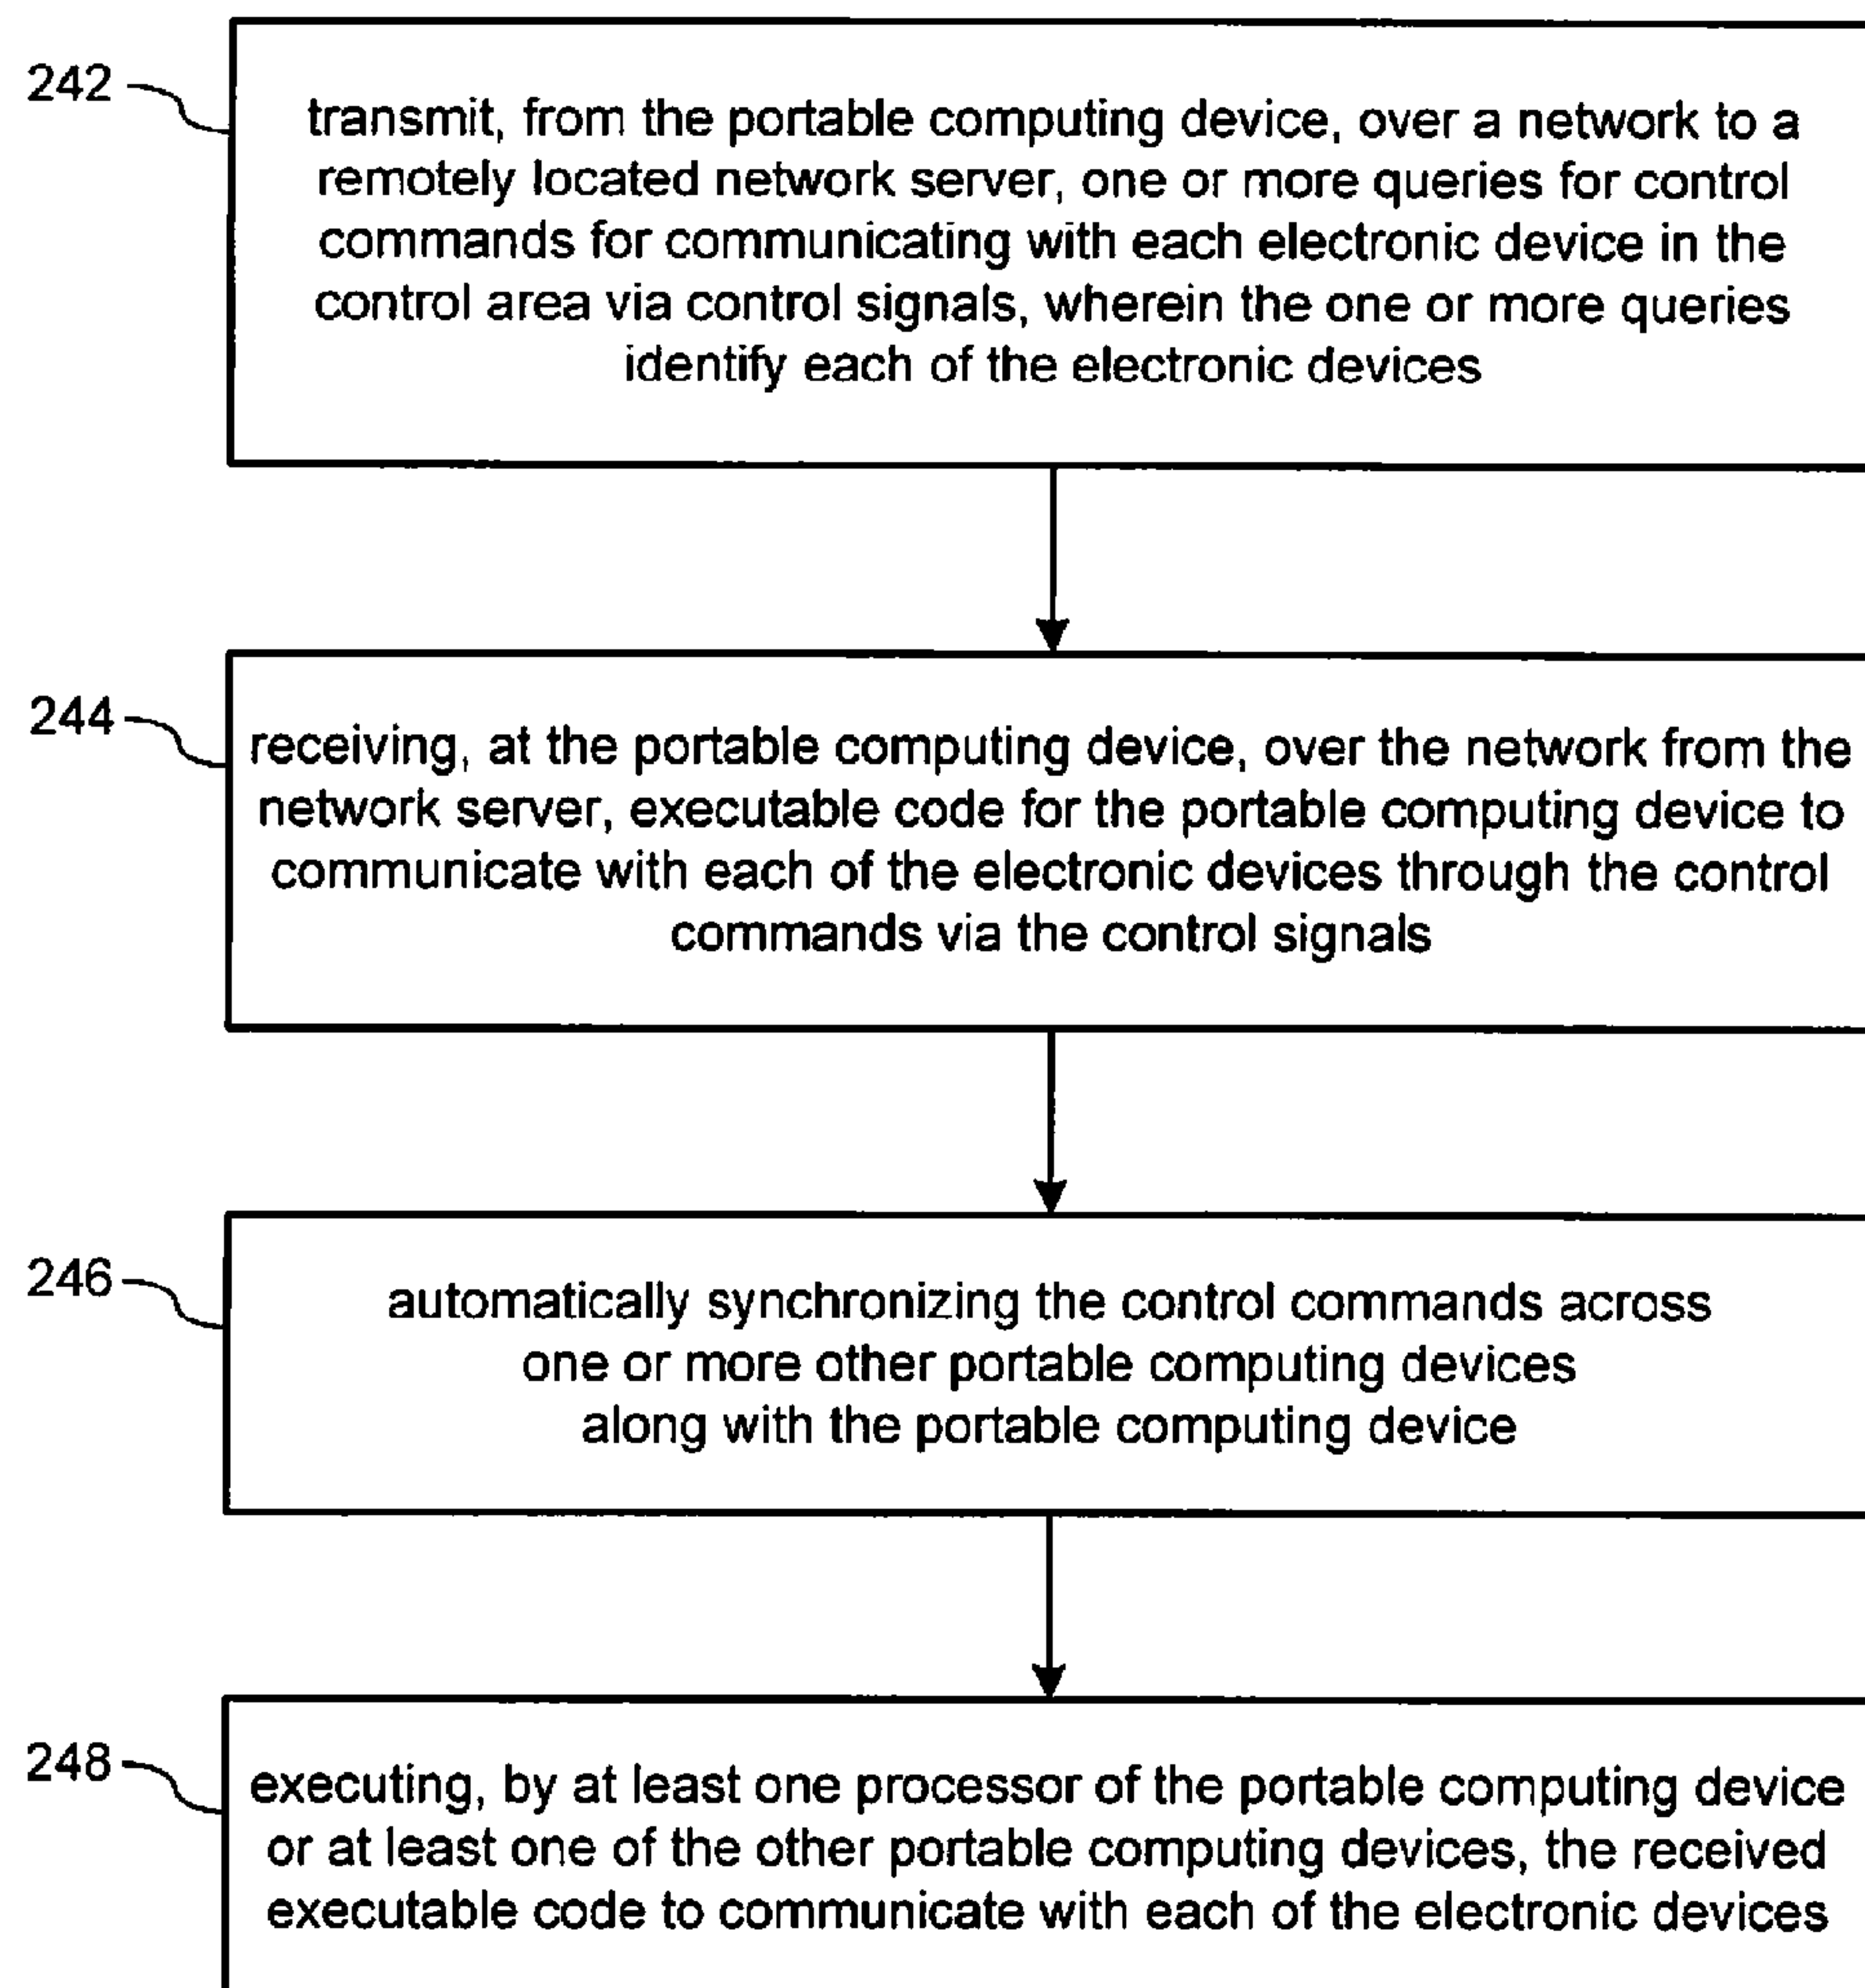 242
transmit, from the portable computing device, over a network to a
remotely located network server, one or more queries for control
commands for communicating with each electronic device in the
control area via control signals, wherein the one or more queries
identify each of the electronic devices
244
receiving, at the portable computing device, over the network from the
network server, executable code for the portable computing device to
communicate with each of the electronic devices through the control
commands via the control signals
246
automatically synchronizing the control commands across
one or more other portable computing devices
along with the portable computing device
248
executing, by at least one processor of the portable computing device
or at least one of the other portable computing devices, the received
executable code to communicate with each of the electronic devices